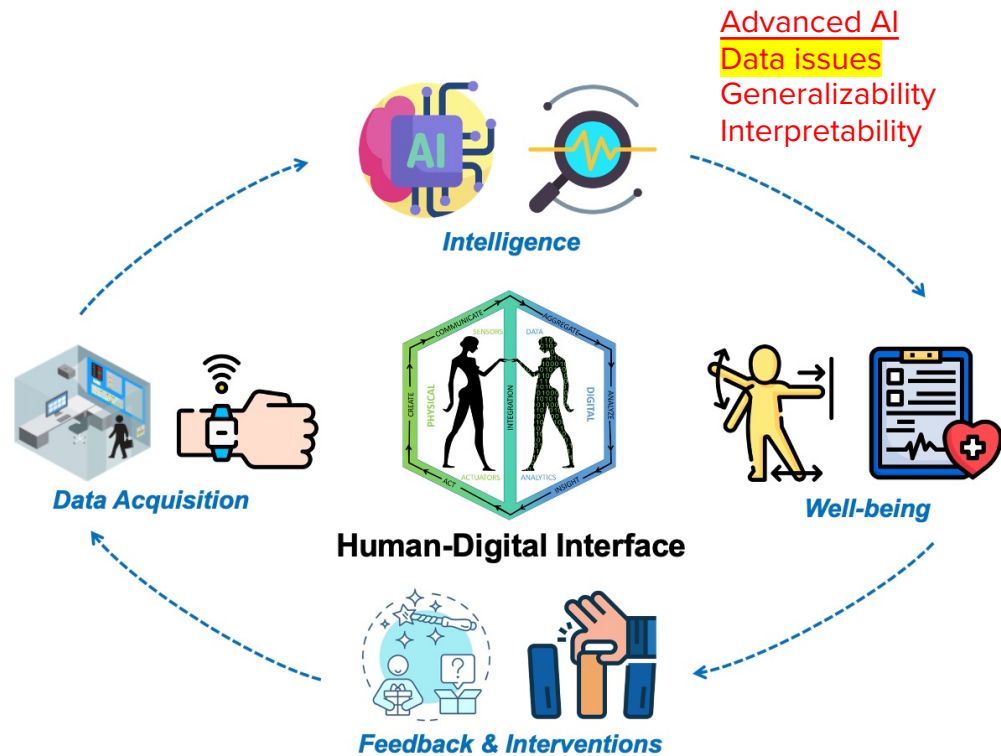 Advanced AI
Data issues
Generalizability
Interpretability
AI
Intelligence
COMMUNICATE
AGGREGATE
SENSORS
DATA
CREATE
PHYSICAL
INTEGRATION
DIGITAL
ANALYZE
ACTUATORS
ANALYTICS
ACT
INSIGHT
Data Acquisition
Well-being
Human-Digital Interface
?
Feedback & Interventions